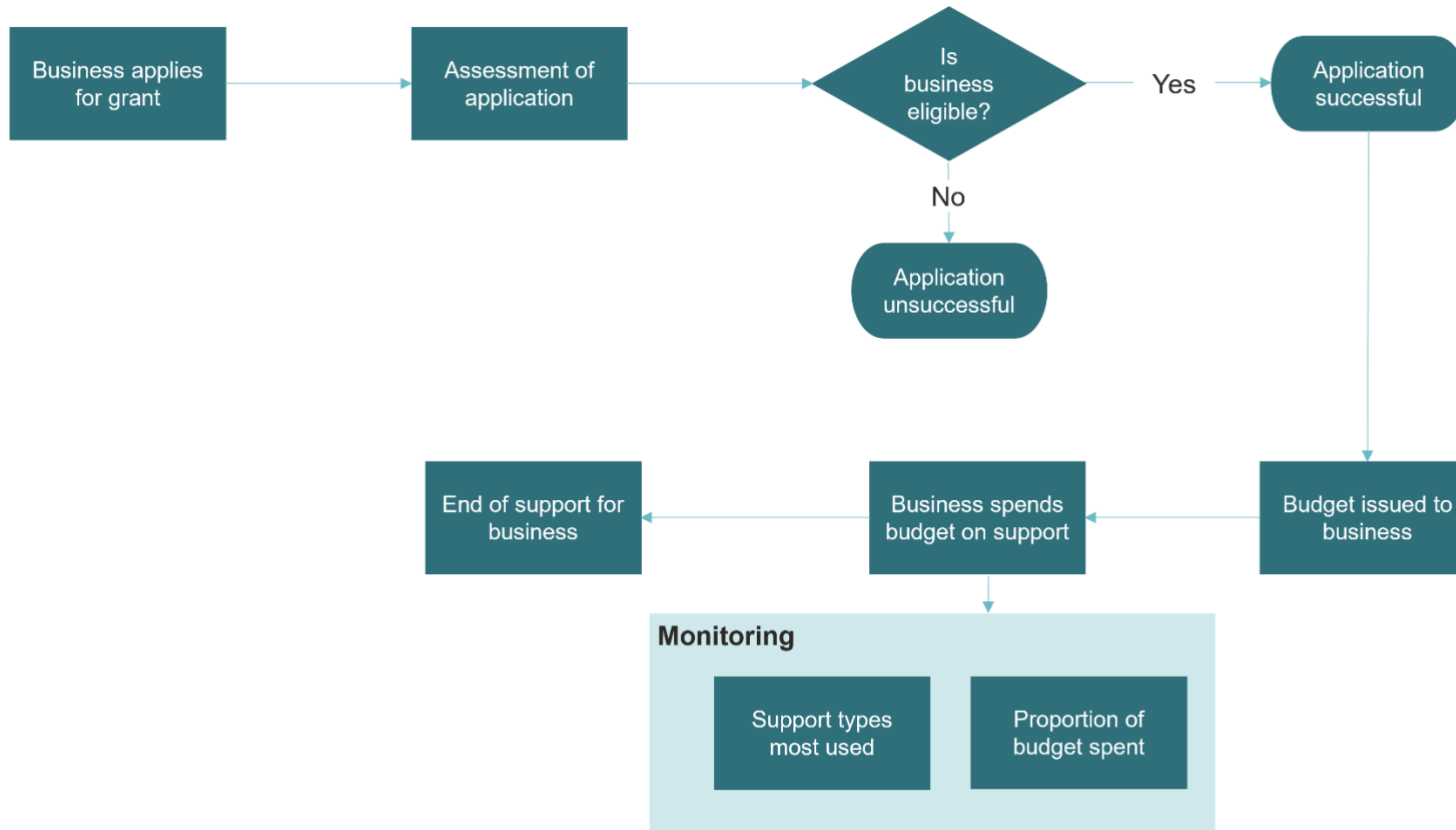 Business applies
for grant
Assessment of
application
Is
business
eligible?
Yes
Application
successful
No
Application
unsuccessful
End of support for
business
Business spends
budget on support
Budget issued to
business
Monitoring
Support types
most used
Proportion of
budget spent